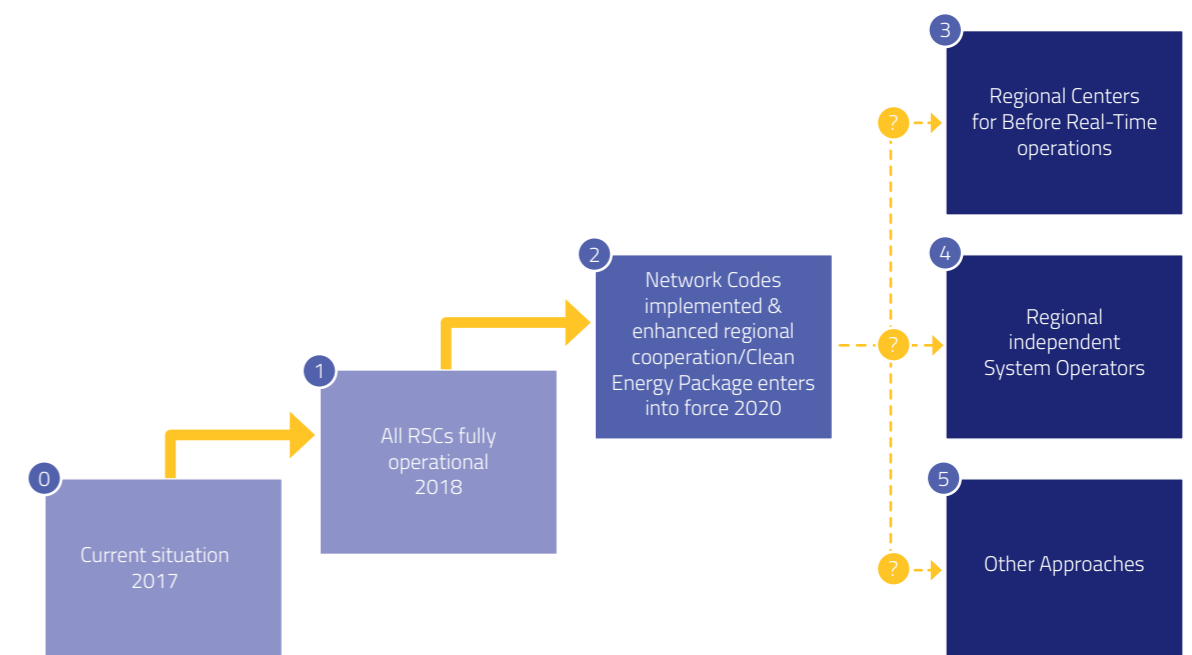 0
Current situation
2017
1
All RSCs fully
operational
2018
2
Network Codes
implemented &
enhanced regional
cooperation/Clean
Energy Package enters
into force 2020
?
3
Regional Centers
for Before Real-Time
operations
?
4
Regional
independent
System Operators
?
5
Other Approaches